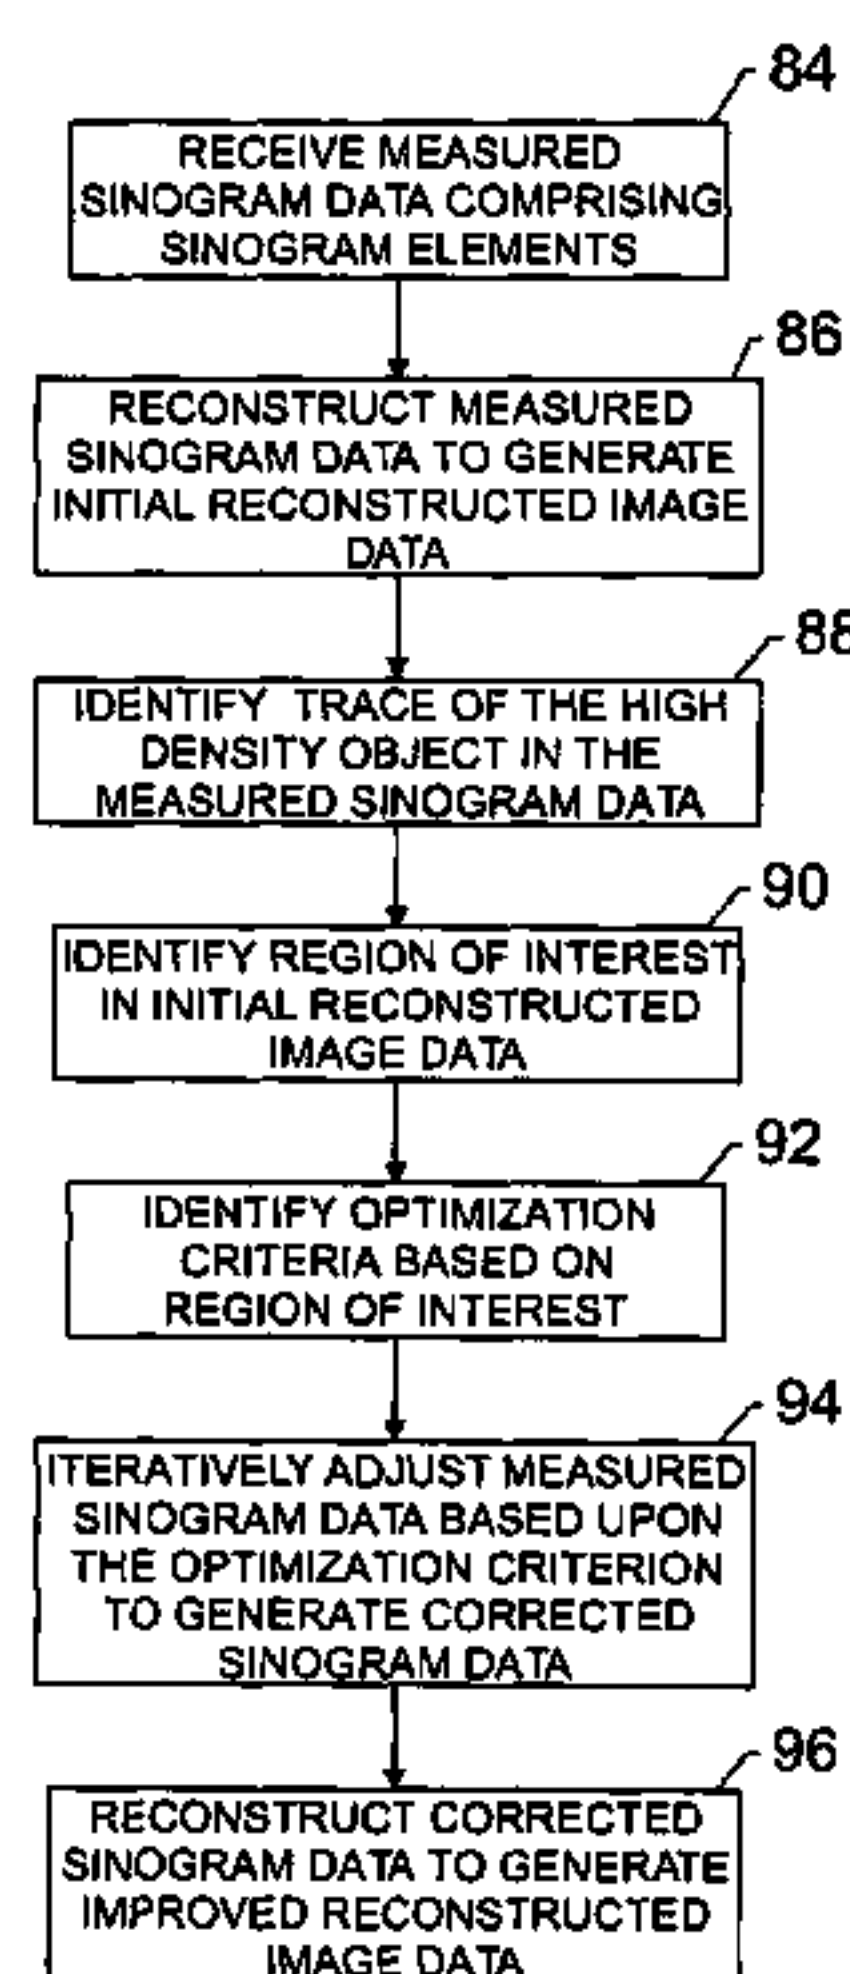 84
RECEIVE MEASURED
SINOGRAM DATA COMPRISING
SINOGRAM ELEMENTS
86
RECONSTRUCT MEASURED
SINOGRAM DATA TO GENERATE
INITIAL RECONSTRUCTED IMAGE
DATA
88
IDENTIFY TRACE OF THE HIGH
DENSITY OBJECT IN THE
MEASURED SINOGRAM DATA
90
IDENTIFY REGION OF INTEREST
IN INITIAL RECONSTRUCTED
IMAGE DATA
92
IDENTIFY OPTIMIZATION
CRITERIA BASED ON
REGION OF INTEREST
94
ITERATIVELY ADJUST MEASURED
SINOGRAM DATA BASED UPON
THE OPTIMIZATION CRITERION
TO GENERATE CORRECTED
SINOGRAM DATA
96
RECONSTRUCT CORRECTED
SINOGRAM DATA TO GENERATE
IMPROVED RECONSTRUCTED
IMAGE DATA